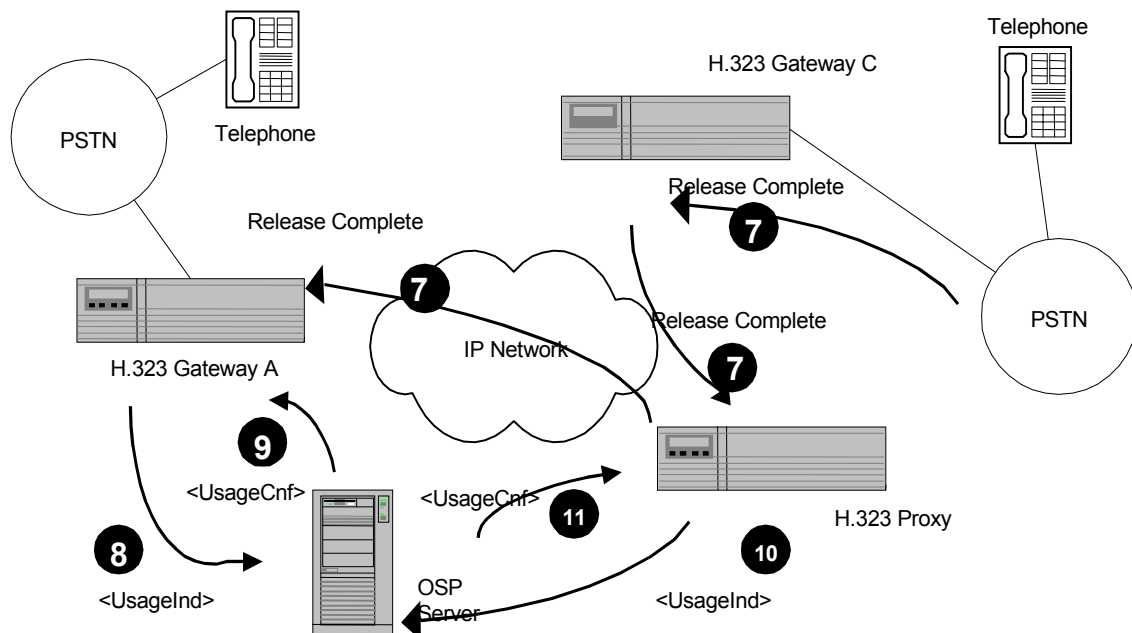 Telephone
H.323 Gateway C
PSTN
Telephone
Release Complete
7
Release Complete
7
Release Complete
7
IP Network
PSTN
H.323 Gateway A
9
<UsageCnf>
<UsageCnf>
11
H.323 Proxy
8
10
OSP
Server
<UsageInd>
<UsageInd>